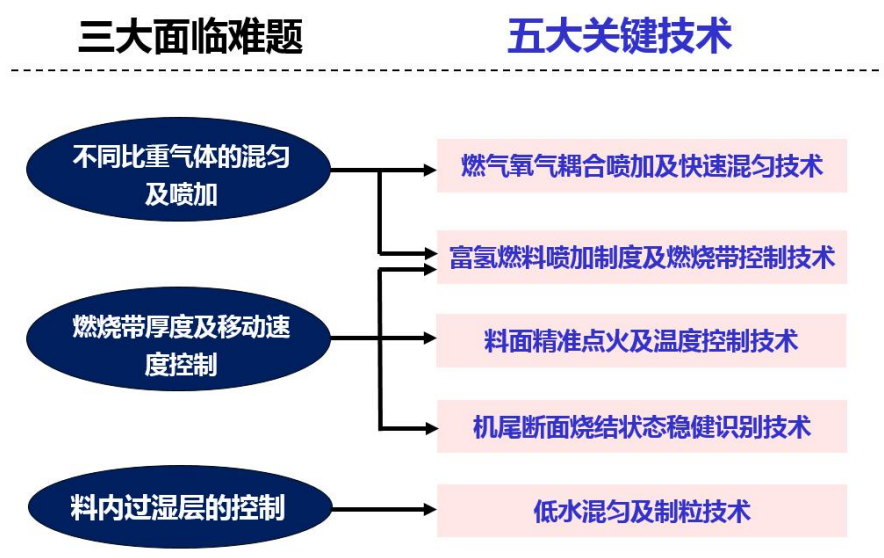 三大面临难题
五大关键技术
不同比重气体的混匀
及喷加
燃气氧气耦合喷加及快速混匀技术
富氢燃料喷加制度及燃烧带控制技术
燃烧带厚度及移动速
度控制
料面精准点火及温度控制技术
机尾断面烧结状态稳健识别技术
料内过湿层的控制
低水混匀及制粒技术